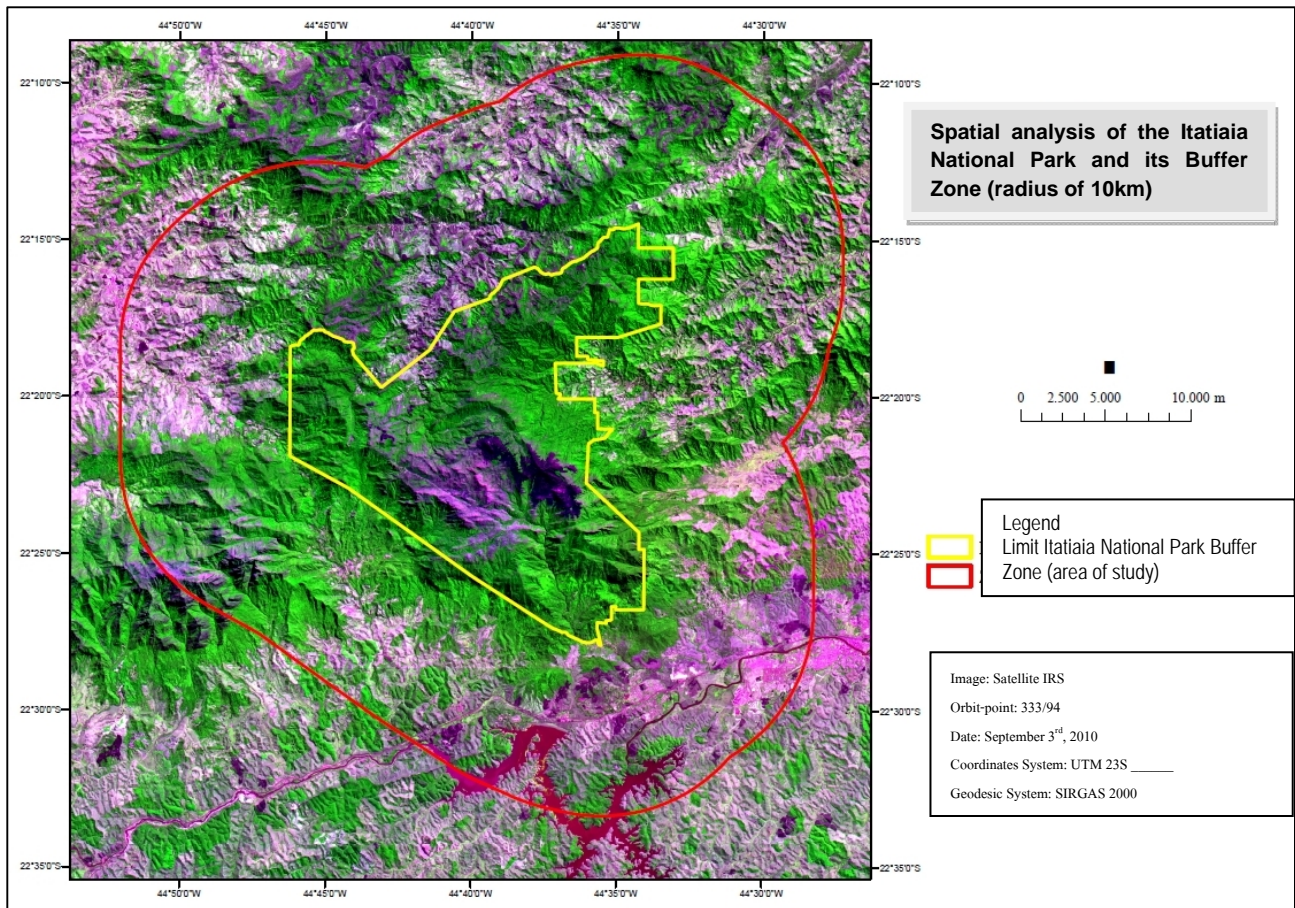 44°50'0"W 44°45'0"W 44°40'0"W 44°35'0"W 44°30'0"W
22°10'0"S 22°10'0"S
Spatial analysis of the Itatiaia
National Park and its Buffer
Zone (radius of 10km)
22°15'0"S 22°15'0"S
22°20'0"S 22°20'0"S
0 2.500 5.000 10.000 m
Legend
Limit Itatiaia National Park Buffer
Zone (area of study)
22°25'0"S 22°25'0"S
Image: Satellite IRS
Orbit-point: 333/94
Date: September 3rd, 2010
Coordinates System: UTM 23S ______
Geodesic System: SIRGAS 2000
22°30'0"S 22°30'0"S
22°35'0"S 22°35'0"S
44°50'0"W 44°45'0"W 44°40'0"W 44°35'0"W 44°30'0"W